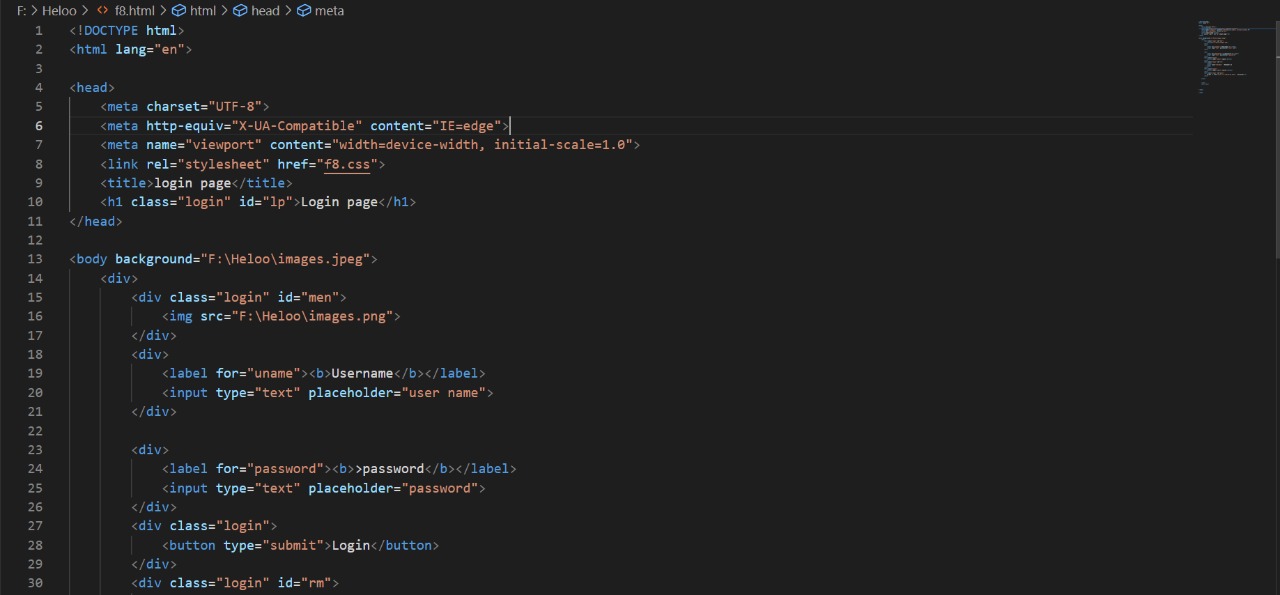 F: > Heloo > f8.html > html > head > meta
1 <!DOCTYPE html>
2 <html lang="en">
3
4 <head>
5 <meta charset="UTF-8">
6 <meta http-equiv="X-UA-Compatible" content="IE=edge">
7 <meta name="viewport" content="width=device-width, initial-scale=1.0">
8 <link rel="stylesheet" href="f8.css">
9 <title>login page</title>
10 <h1 class="login" id="lp">Login page</h1>
11 </head>
12
13 <body background="F:\Heloo\images.jpeg">
14 <div>
15 <div class="login" id="men">
16 <img src="F:\Heloo\images.png">
17 </div>
18 <div>
19 <label for="uname"><b>Username</b></label>
20 <input type="text" placeholder="user name">
21 </div>
22
23 <div>
24 <label for="password"><b>>password</b></label>
25 <input type="text" placeholder="password">
26 </div>
27 <div class="login">
28 <button type="submit">Login</button>
29 </div>
30 <div class="login" id="rm">